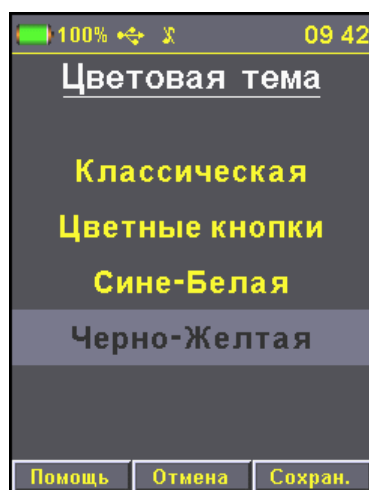 100% 09 42
Цветовая тема
Классическая
Цветные кнопки
Сине-Белая
Черно-Желтая
Помощь Отмена Сохран.